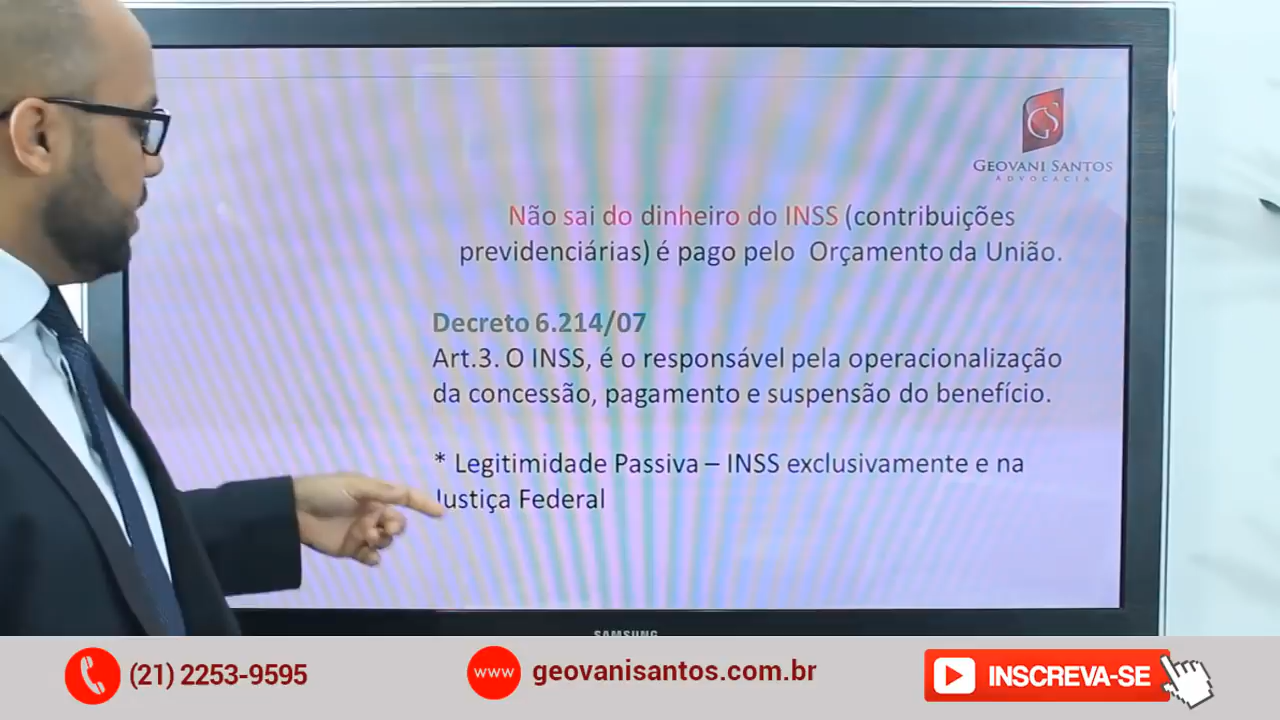 GS
GEOVANI SANTOS
ADVOCACIA
Não sai do dinheiro do INSS (contribuições
previdenciárias) é pago pelo Orçamento da União.
Decreto 6.214/07
Art.3. O INSS, é o responsável pela operacionalização
da concessão, pagamento e suspensão do benefício.
* Legitimidade Passiva – INSS exclusivamente e na
Justiça Federal
SAMSUNG
(21) 2253-9595
www
geovanisantos.com.br
INSCREVA-SE